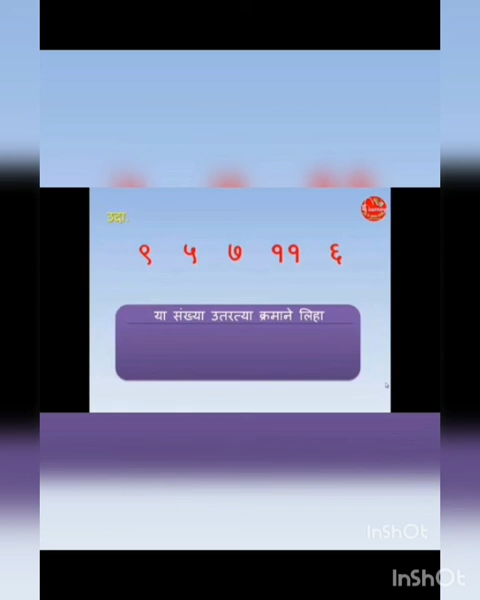 उदा.
९ ५ ७ ११ ६
या संख्या उतरत्या क्रमाने लिहा
InShOt
InShOt